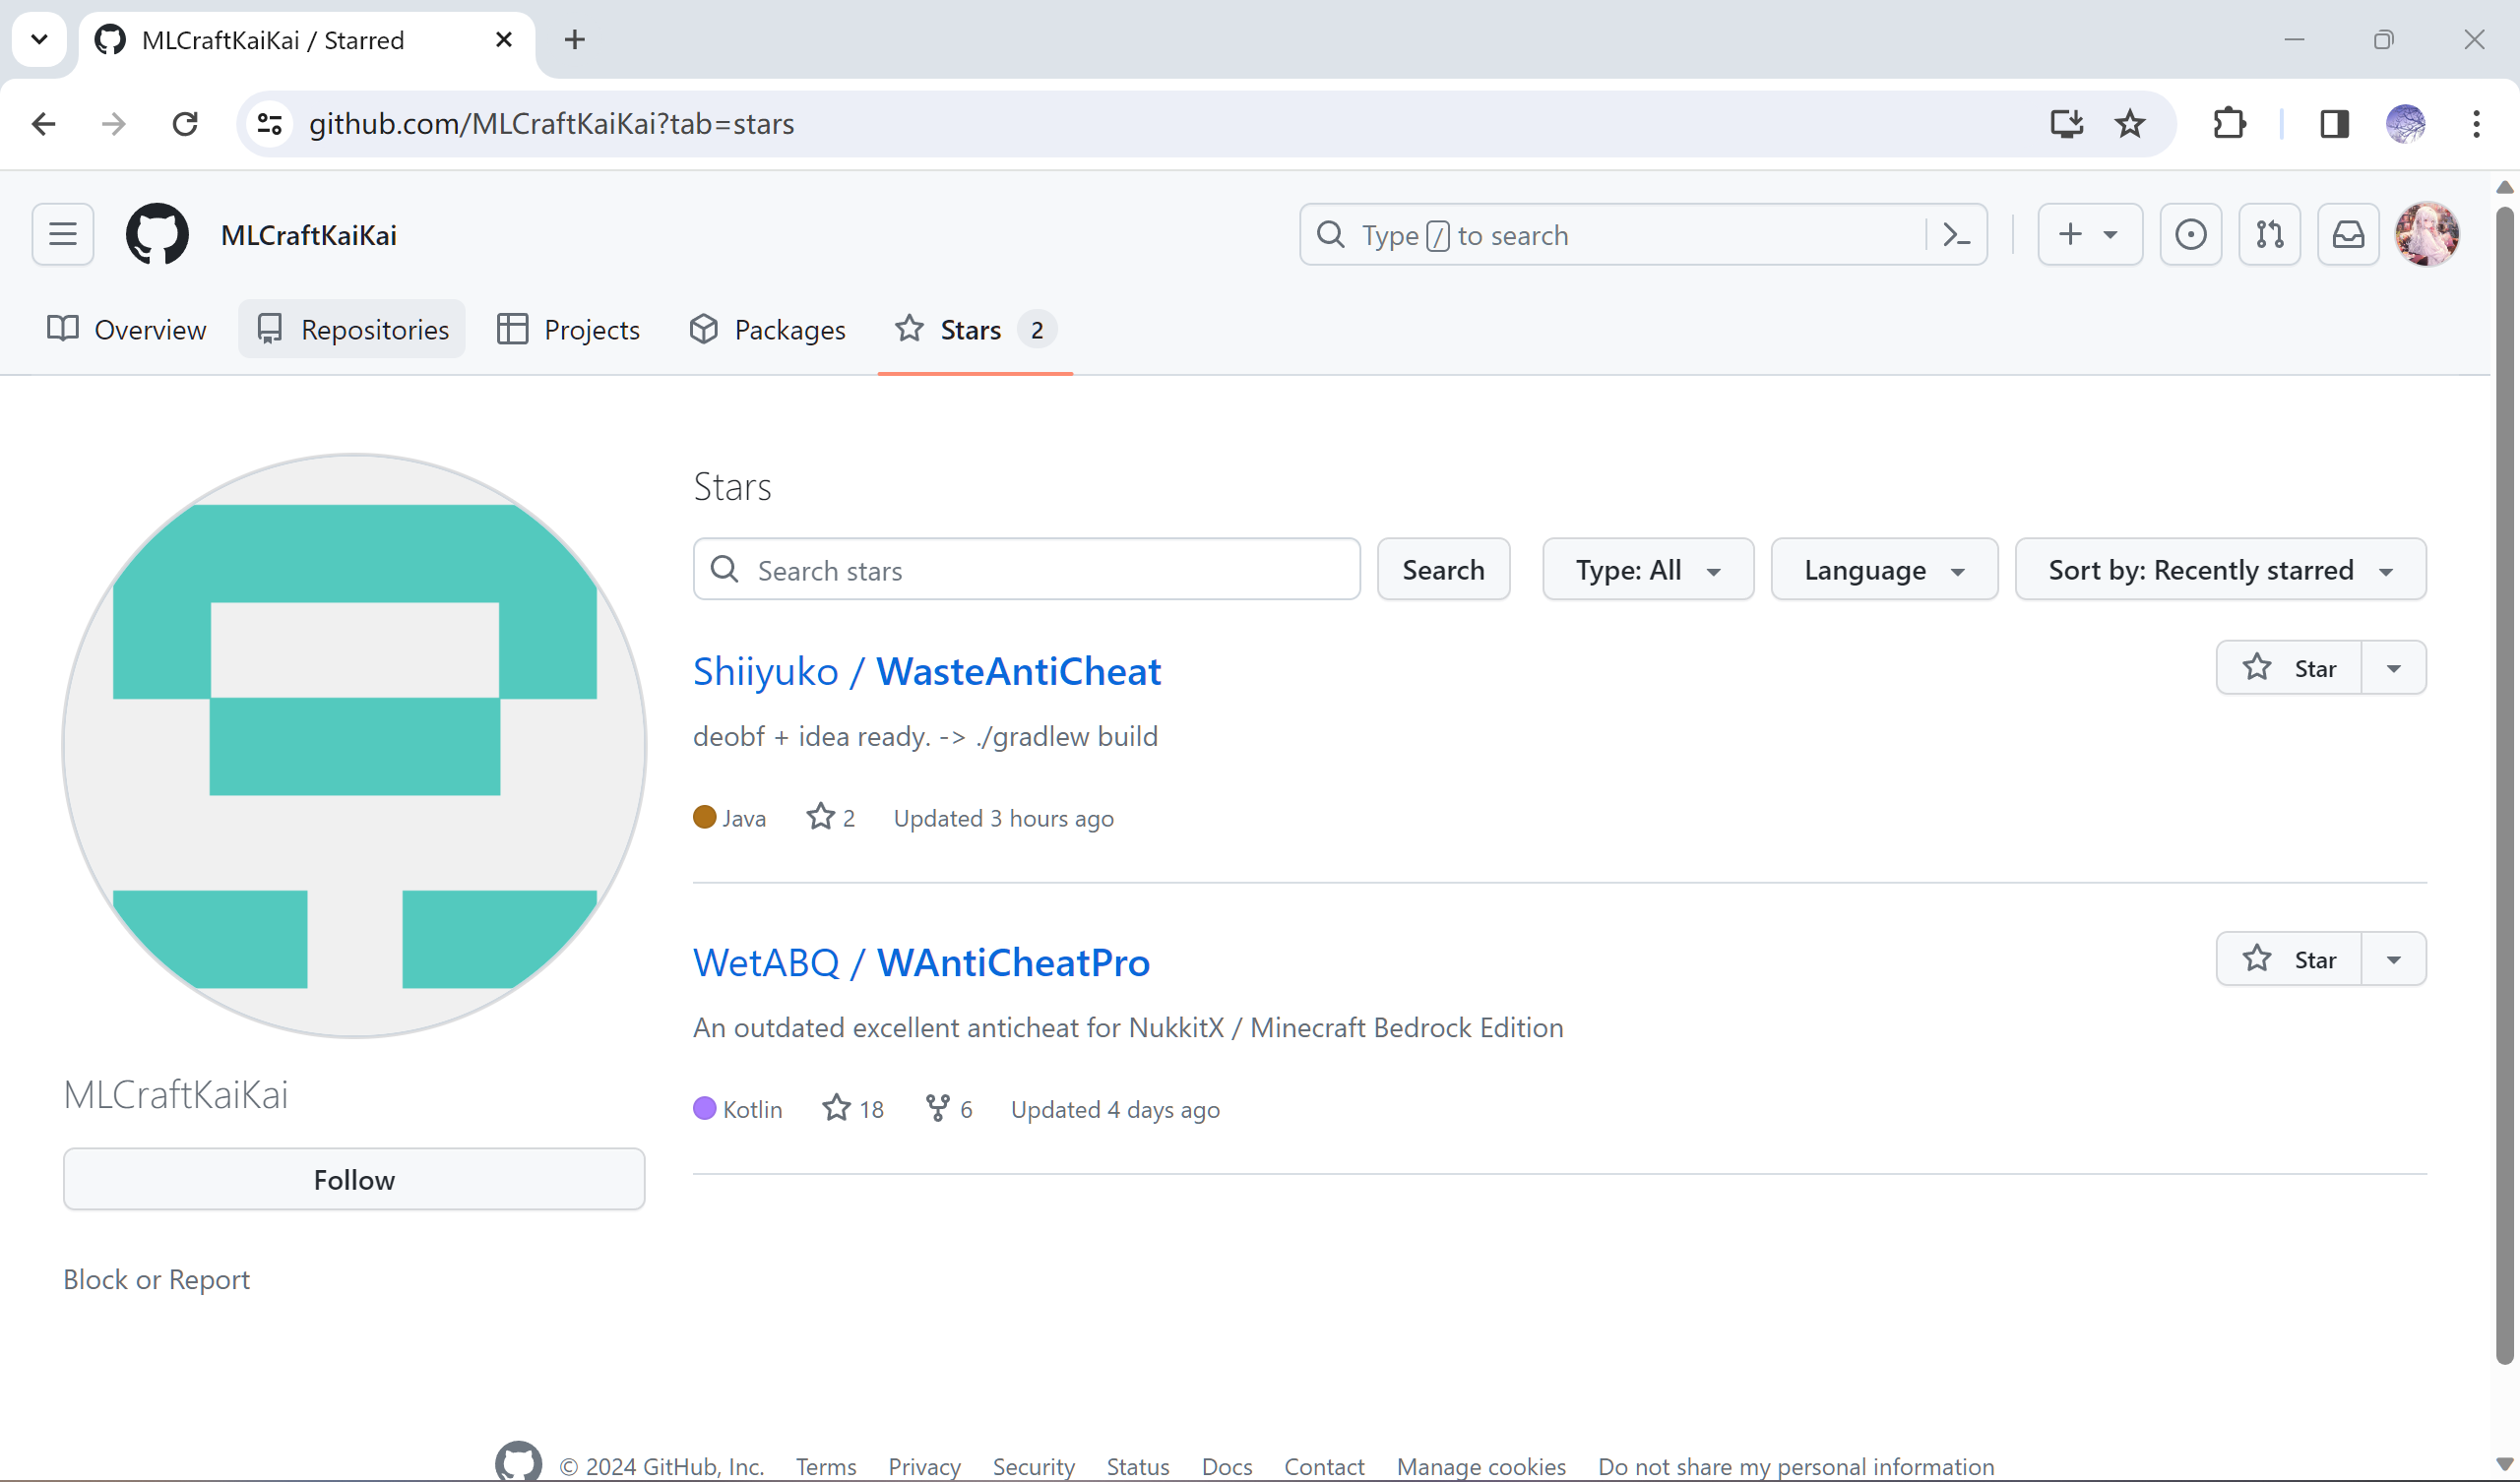 MLCraftKaiKai / Starred
github.com/MLCraftKaiKai?tab=stars
MLCraftKaiKai
Type / to search
Overview
Repositories
Projects
Packages
Stars 2
Stars
Search stars
Search
Type: All
Language
Sort by: Recently starred
Shiiyuko / WasteAntiCheat
Star
deobf + idea ready. -> ./gradlew build
Java 2 Updated 3 hours ago
WetABQ / WAntiCheatPro
Star
An outdated excellent anticheat for NukkitX / Minecraft Bedrock Edition
Kotlin 18 6 Updated 4 days ago
MLCraftKaiKai
Follow
Block or Report
© 2024 GitHub, Inc. Terms Privacy Security Status Docs Contact Manage cookies Do not share my personal information